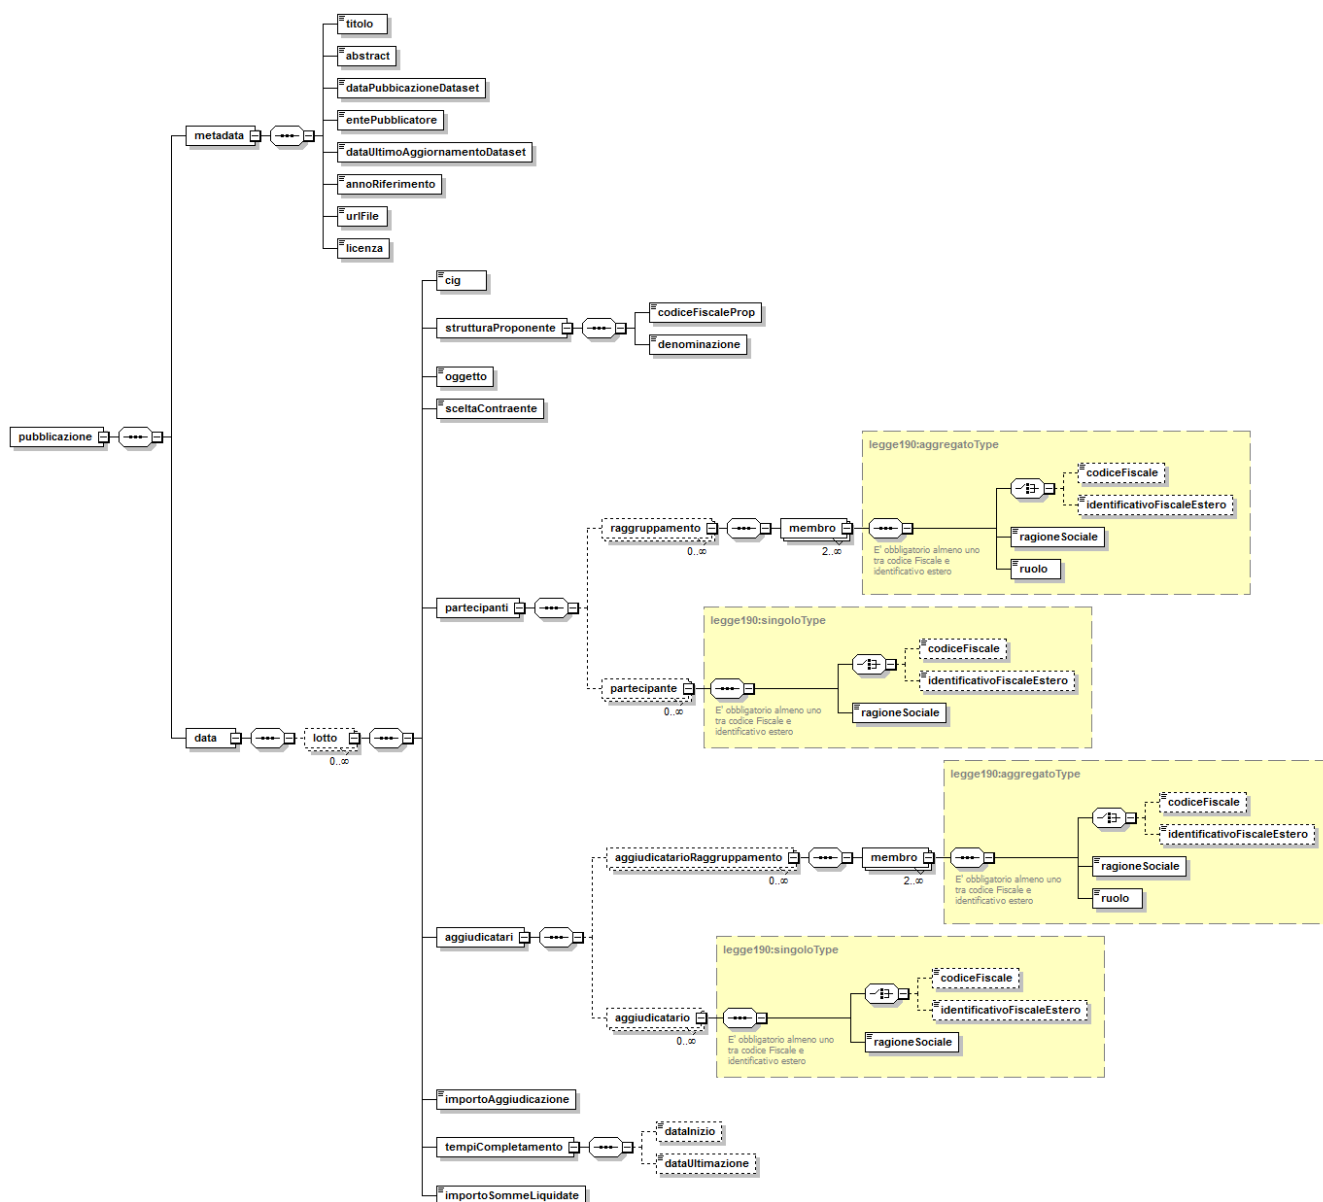 titolo
abstract
dataPubbicazioneDataset
entePubblicatore
metadata
dataUltimoAggiornamentoDataset
annoRiferimento
urlFile
licenza
cig
strutturaProponente
codiceFiscaleProp
denominazione
oggetto
sceltaContraente
pubblicazione
legge190:aggregatoType
codiceFiscale
identificativoFiscaleEstero
raggruppamento
0..∞
membro
2..∞
E' obbligatorio almeno uno
tra codice Fiscale e
identificativo estero
ragioneSociale
ruolo
partecipanti
legge190:singoloType
codiceFiscale
identificativoFiscaleEstero
partecipante
0..∞
E' obbligatorio almeno uno
tra codice Fiscale e
identificativo estero
ragioneSociale
data
lotto
0..∞
legge190:aggregatoType
codiceFiscale
identificativoFiscaleEstero
aggiudicatarioRaggruppamento
0..∞
membro
2..∞
E' obbligatorio almeno uno
tra codice Fiscale e
identificativo estero
ragioneSociale
ruolo
aggiudicatari
legge190:singoloType
codiceFiscale
identificativoFiscaleEstero
aggiudicatario
0..∞
E' obbligatorio almeno uno
tra codice Fiscale e
identificativo estero
ragioneSociale
importoAggiudicazione
tempiCompletamento
dataInizio
dataUltimazione
importoSommeLiquidate